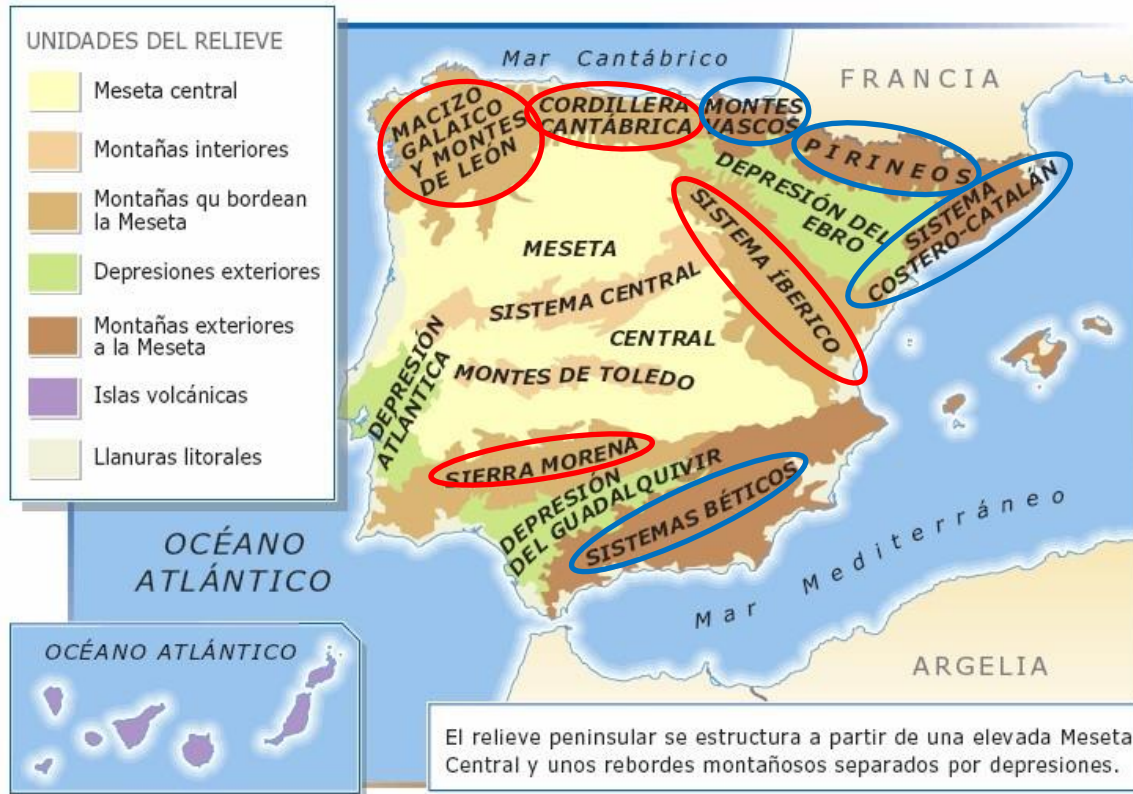 UNIDADES DEL RELIEVE
Meseta central
Montañas interiores
Montañas qu bordean
la Meseta
Depresiones exteriores
Montañas exteriores
a la Meseta
Islas volcánicas
Llanuras litorales
Mar Cantábrico
FRANCIA
MACIZO
GALAICO
Y MONTES
DE LEÓN
CORDILLERA
CANTÁBRICA
MONTES
VASCOS
PIRINEOS
DEPRESIÓN DEL
EBRO
SISTEMA
COSTERO-CATALÁN
SISTEMA ÍBERICO
MESETA
SISTEMA CENTRAL
CENTRAL
MONTES DE TOLEDO
DEPRESIÓN
ATLÁNTICA
SIERRA MORENA
DEPRESIÓN
DEL GUADALQUIVIR
SISTEMAS BÉTICOS
OCÉANO
ATLÁNTICO
Mar Mediterráneo
ARGELIA
OCÉANO ATLÁNTICO
El relieve peninsular se estructura a partir de una elevada Meseta
Central y unos rebordes montañosos separados por depresiones.